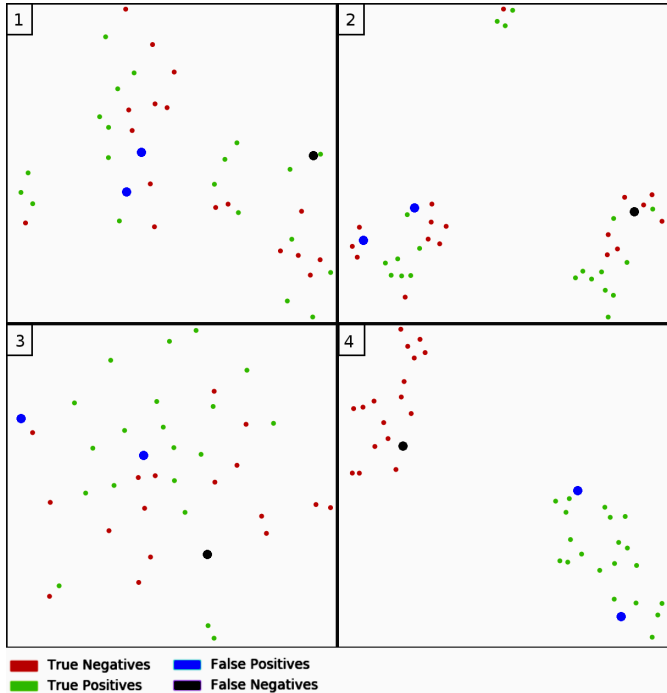 1
2
3
4
True Negatives
False Positives
True Positives
False Negatives